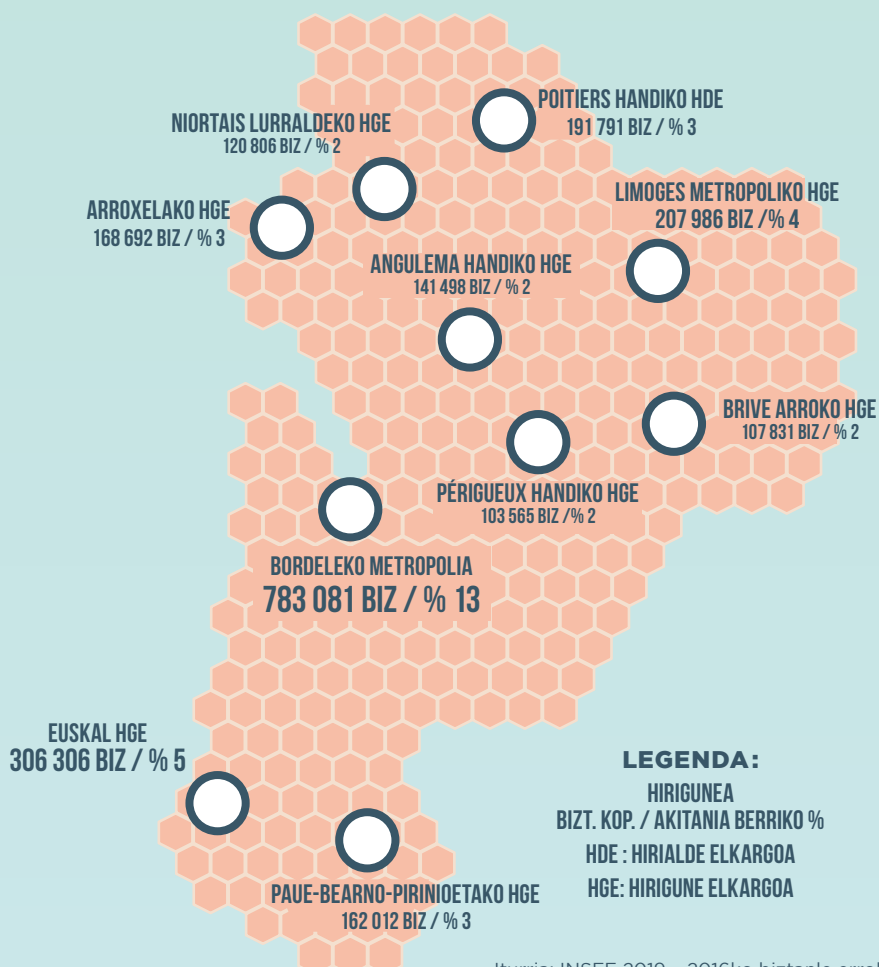 POITIERS HANDIKO HDE
191 791 BIZ / % 3
NIORTAIS LURRALDEKO HGE
120 806 BIZ / % 2
LIMOGES METROPOLIKO HGE
207 986 BIZ /% 4
ARROXELAKO HGE
168 692 BIZ / % 3
ANGULEMA HANDIKO HGE
141 498 BIZ / % 2
BRIVE ARROKO HGE
107 831 BIZ / % 2
PÉRIGUEUX HANDIKO HGE
103 565 BIZ /% 2
BORDELEKO METROPOLIA
783 081 BIZ / % 13
EUSKAL HGE
306 306 BIZ / % 5
PAUE-BEARNO-PIRINIOETAKO HGE
162 012 BIZ / % 3
LEGENDA:
HIRIGUNEA
BIZT. KOP. / AKITANIA BERRIKO %
HDE : HIRIALDE ELKARGOA
HGE: HIRIGUNE ELKARGOA